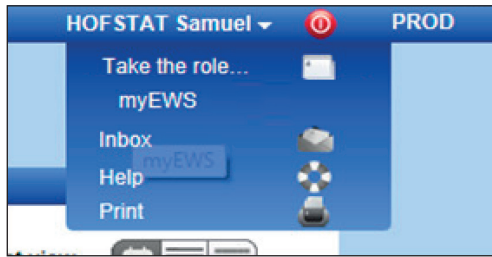 HOFSTAT Samuel PROD
Take the role...
myEWS
Inbox
myEWS
Help
Print